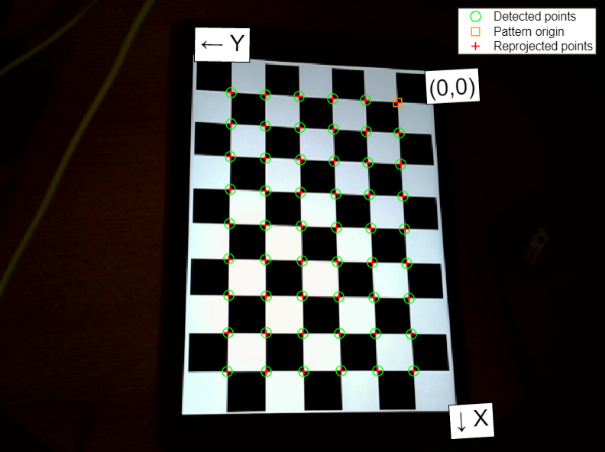 Detected points
Pattern origin
Reprojected points
← Y
(0,0)
↓ X